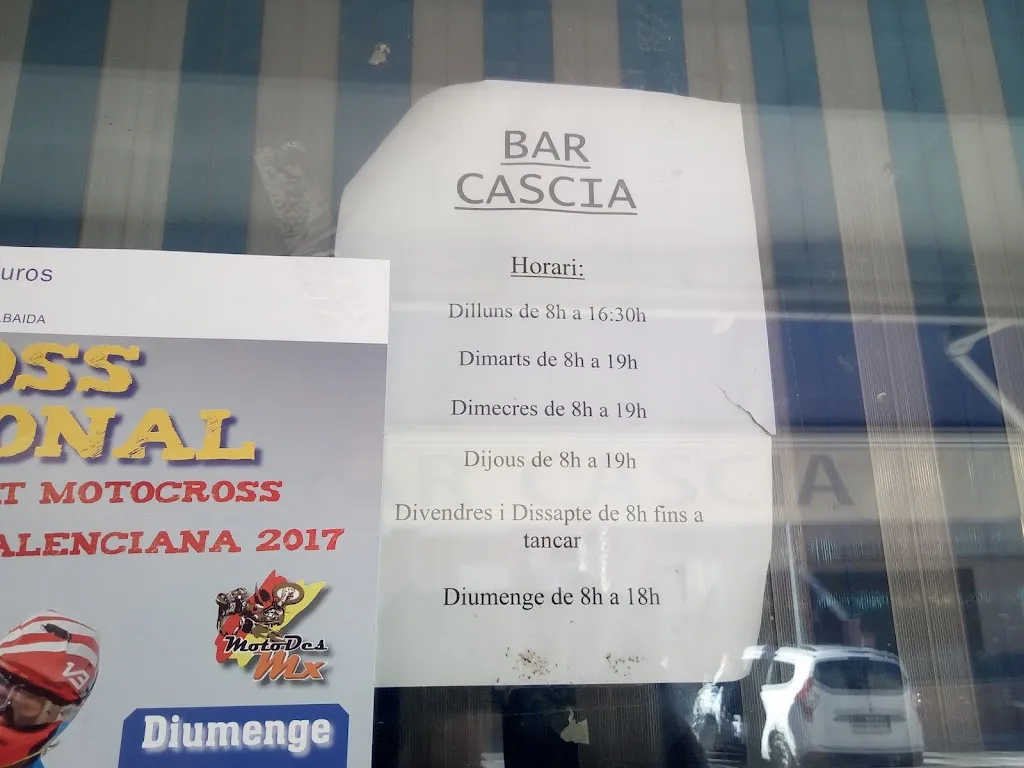 BAR
CASCIA
Horari:
Dilluns de 8h a 16:30h
Dimarts de 8h a 19h
Dimecres de 8h a 19h
Dijous de 8h a 19h
Divendres i Dissapte de 8h fins a
tancar
Diumenge de 8h a 18h
uros
LBAIDA
OSS
ONAL
IT MOTOCROSS
ALENCIANA 2017
MotoDes
Mx
Diumenge
R CASCIA